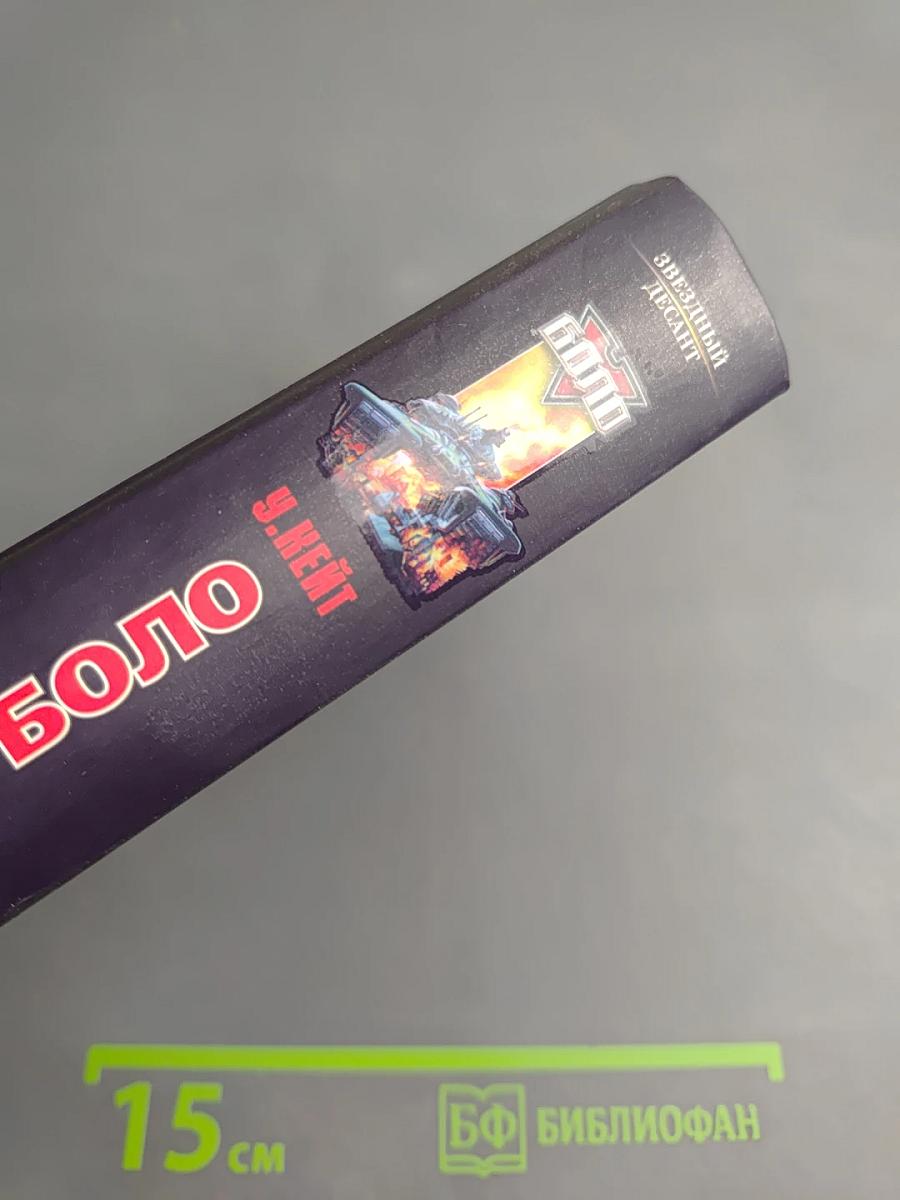 ЗВЕЗДНЫЙ
ДЕСАНТ
БОЛО
У.КЕЙТ
БОЛО
15 см
БФ БИБЛИОФАН